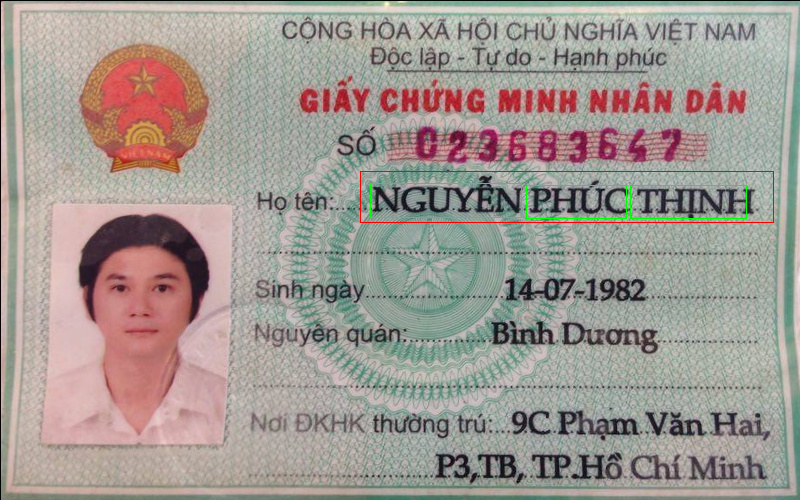 CỘNG HÒA XÃ HỘI CHỦ NGHĨA VIỆT NAM
Độc lập - Tự do - Hạnh phúc
GIẤY CHỨNG MINH NHÂN DÂN
SỐ 023683647
Họ tên: NGUYỄN PHÚC THỊNH
Sinh ngày 14-07-1982
Nguyên quán: Bình Dương
Nơi ĐKHK thường trú: 9C Phạm Văn Hai,
P3,TB, TP.Hồ Chí Minh
VIỆT NAM